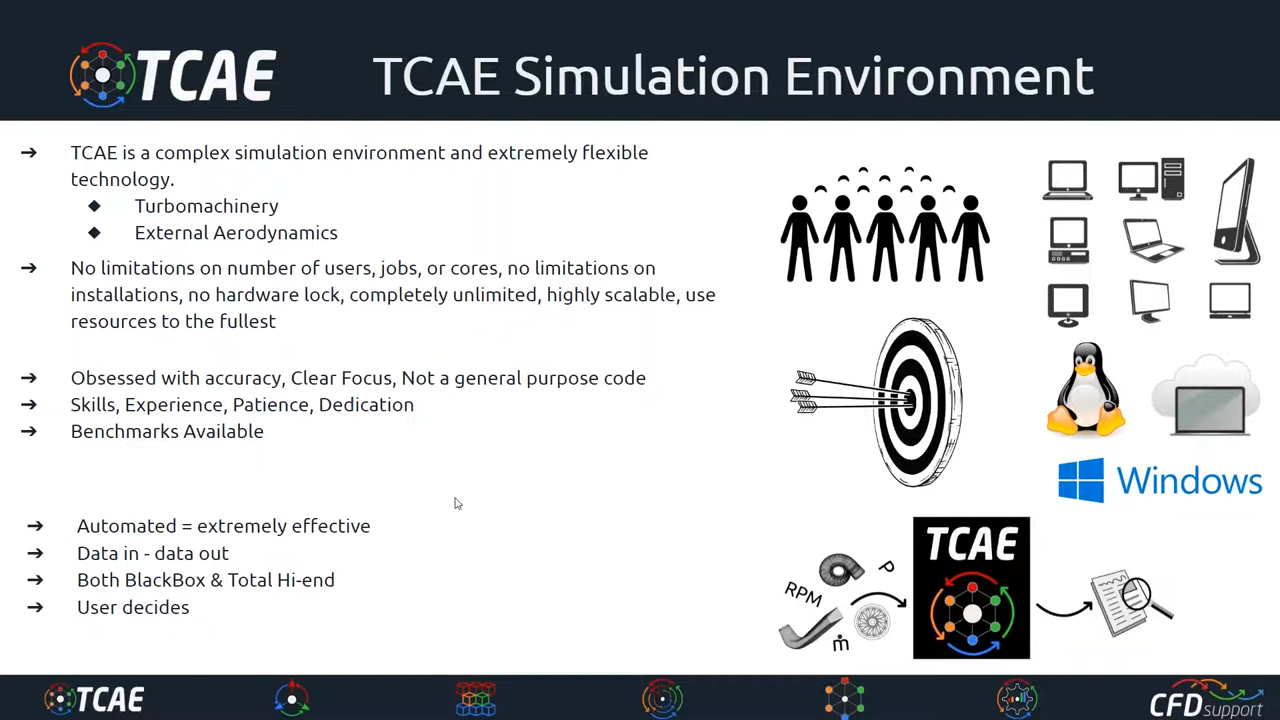 TCAE
TCAE Simulation Environment
➔ TCAE is a complex simulation environment and extremely flexible
technology.
◆ Turbomachinery
◆ External Aerodynamics
➔ No limitations on number of users, jobs, or cores, no limitations on
installations, no hardware lock, completely unlimited, highly scalable, use
resources to the fullest
➔ Obsessed with accuracy, Clear Focus, Not a general purpose code
➔ Skills, Experience, Patience, Dedication
➔ Benchmarks Available
Windows
➔ Automated = extremely effective
➔ Data in - data out
➔ Both BlackBox & Total Hi-end
➔ User decides
TCAE
P
RPM
ṁ
TCAE
CFD support